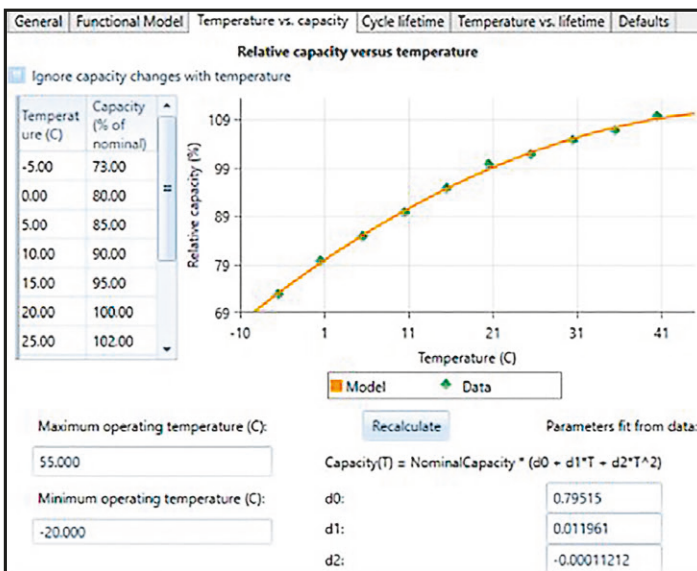 General Functional Model Temperature vs. capacity Cycle lifetime Temperature vs. lifetime Defaults
Relative capacity versus temperature
Ignore capacity changes with temperature
Temperat
ure (C)
Capacity
(% of
nominal)
-5.00 73.00
0.00 80.00
5.00 85.00
10.00 90.00
15.00 95.00
20.00 100.00
25.00 102.00
Relative capacity (%)
109
99
89
79
69
-10 1 11 21 31 41
Temperature (C)
Model Data
Maximum operating temperature (C):
55.000
Minimum operating temperature (C):
-20.000
Recalculate
Parameters fit from data:
Capacity(T) = NominalCapacity * (d0 + d1*T + d2*T^2)
d0: 0.79515
d1: 0.011961
d2: -0.00011212